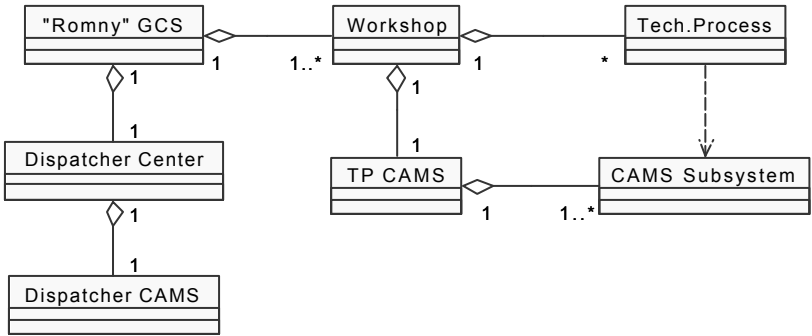 "Romny" GCS
Workshop
Tech.Process
1
1..*
1
*
1
1
1
1
Dispatcher Center
TP CAMS
CAMS Subsystem
1
1
1..*
1
Dispatcher CAMS